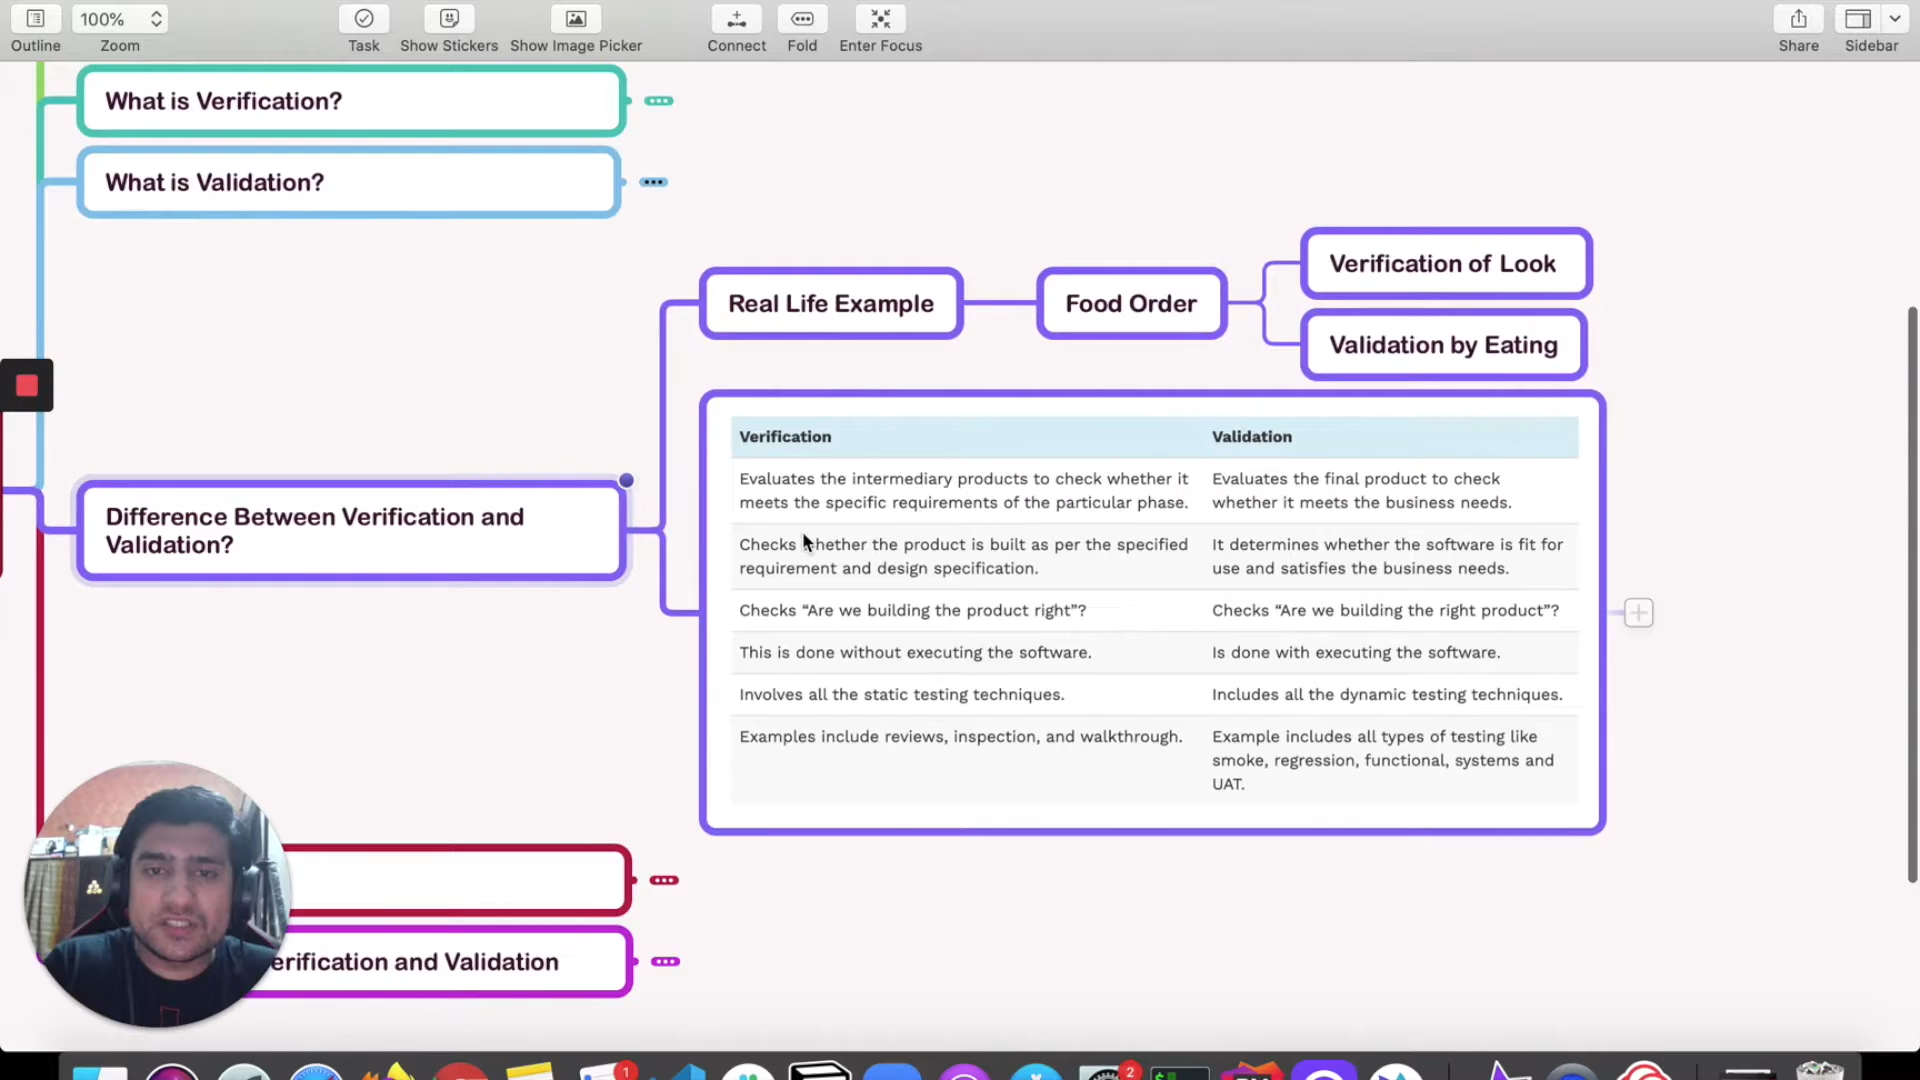 100%
Outline
Zoom
Task
Show Stickers
Show Image Picker
Connect
Fold
Enter Focus
Share
Sidebar
What is Verification?
What is Validation?
Real Life Example
Food Order
Verification of Look
Validation by Eating
Difference Between Verification and
Validation?
Verification
Validation
Evaluates the intermediary products to check whether it
meets the specific requirements of the particular phase.
Evaluates the final product to check
whether it meets the business needs.
Checks whether the product is built as per the specified
requirement and design specification.
It determines whether the software is fit for
use and satisfies the business needs.
Checks “Are we building the product right”?
Checks “Are we building the right product”?
This is done without executing the software.
Is done with executing the software.
Involves all the static testing techniques.
Includes all the dynamic testing techniques.
Examples include reviews, inspection, and walkthrough.
Example includes all types of testing like
smoke, regression, functional, systems and
UAT.
erification and Validation
1
2